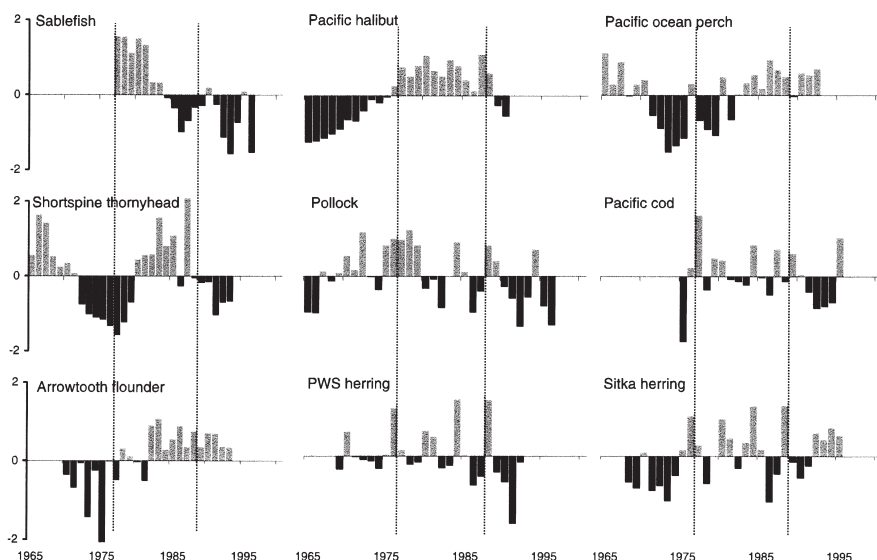 2
Sablefish
Pacific halibut
Pacific ocean perch
0
-2
2
Shortspine thornyhead
Pollock
Pacific cod
0
-2
2
Arrowtooth flounder
PWS herring
Sitka herring
0
-2
1965 1975 1985 1995 1965 1975 1985 1995 1965 1975 1985 1995